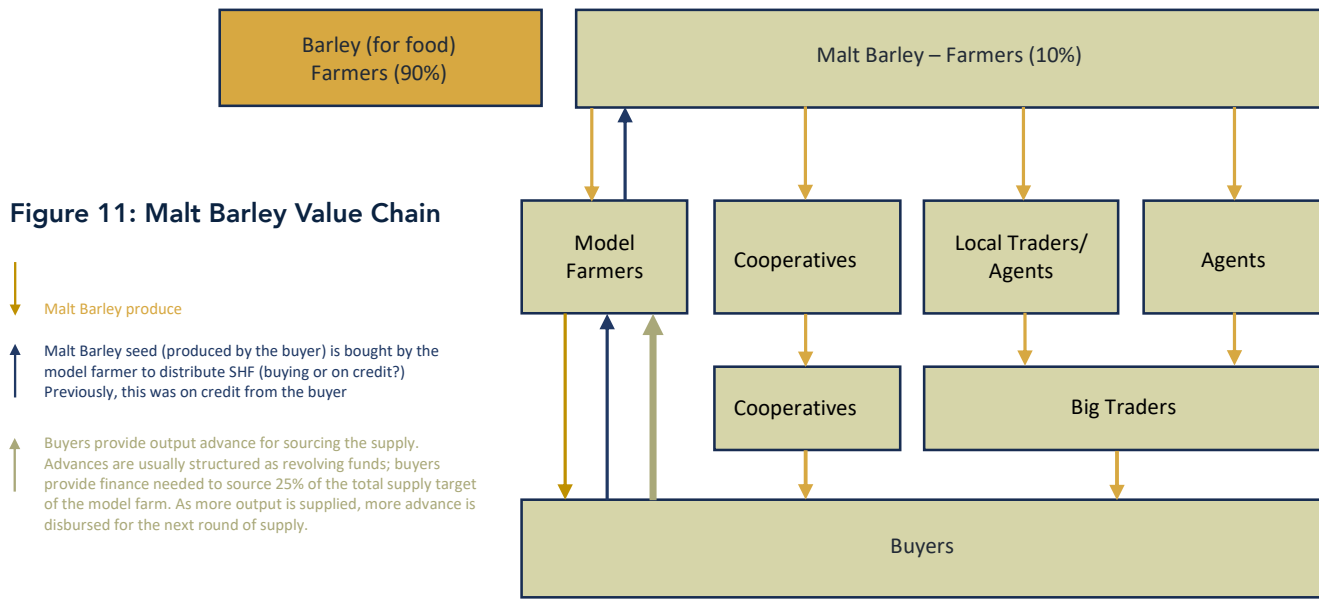 Barley (for food)
Farmers (90%)
Malt Barley – Farmers (10%)
Figure 11: Malt Barley Value Chain
Malt Barley produce
Malt Barley seed (produced by the buyer) is bought by the
model farmer to distribute SHF (buying or on credit?)
Previously, this was on credit from the buyer
Buyers provide output advance for sourcing the supply.
Advances are usually structured as revolving funds; buyers
provide finance needed to source 25% of the total supply target
of the model farm. As more output is supplied, more advance is
disbursed for the next round of supply.
Model
Farmers
Cooperatives
Local Traders/
Agents
Agents
Cooperatives
Big Traders
Buyers